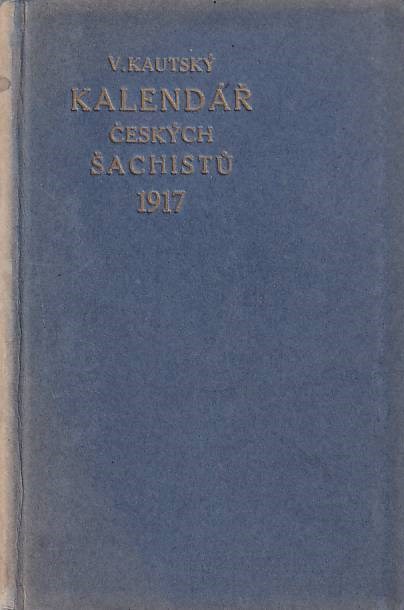 V. KAUTSKÝ
KALENDÁŘ
ČESKÝCH
ŠACHISTŮ
1917